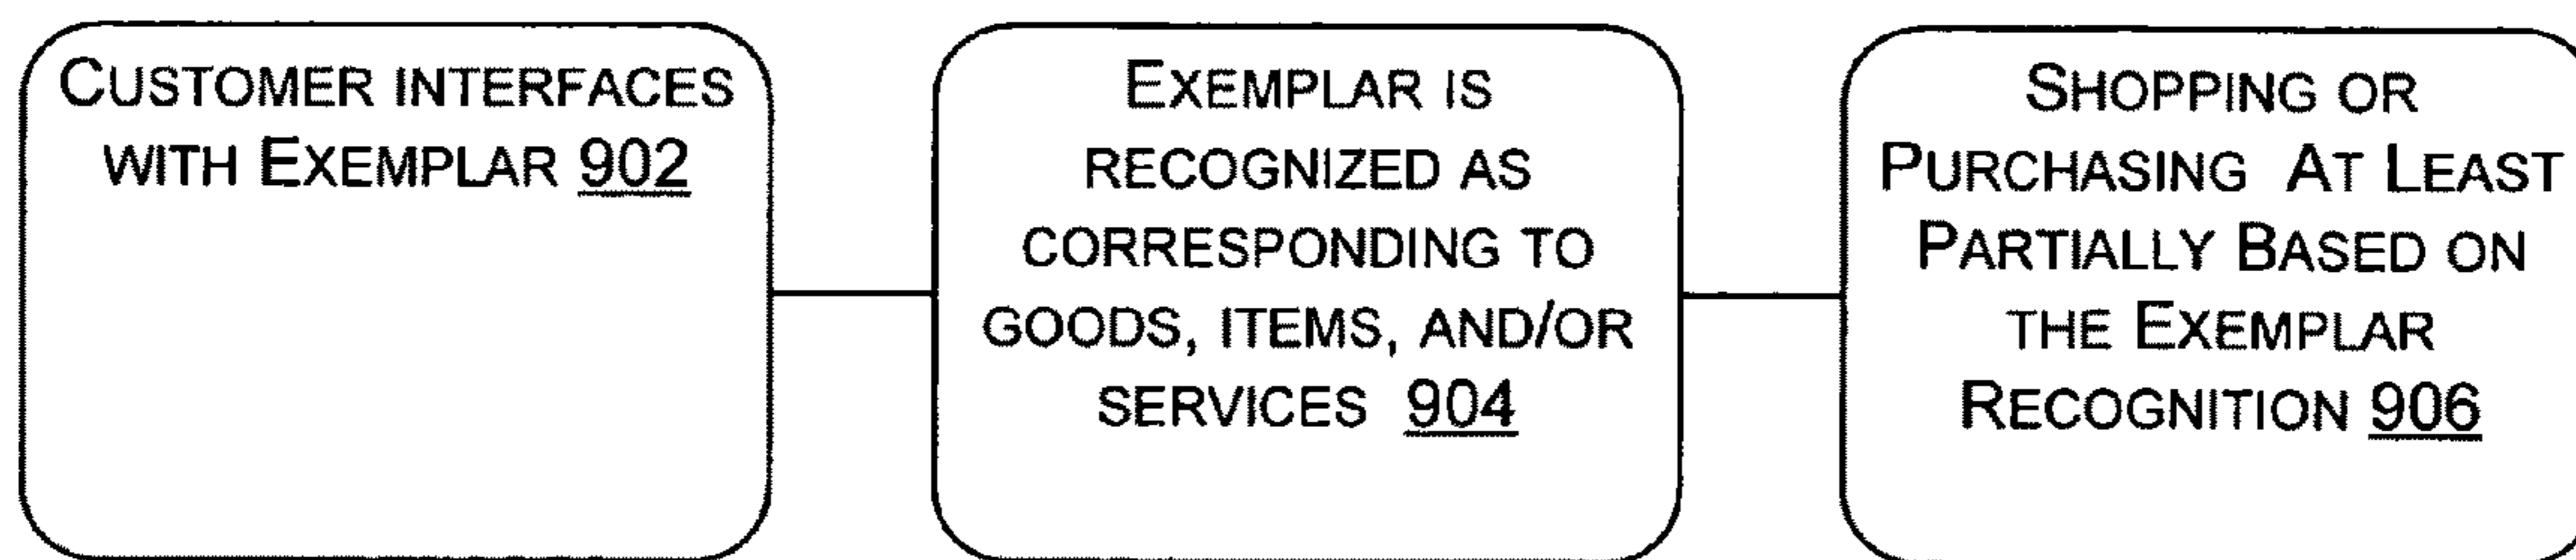 CUSTOMER INTERFACES
WITH EXEMPLAR 902
EXEMPLAR IS
RECOGNIZED AS
CORRESPONDING TO
GOODS, ITEMS, AND/OR
SERVICES 904
SHOPPING OR
PURCHASING AT LEAST
PARTIALLY BASED ON
THE EXEMPLAR
RECOGNITION 906